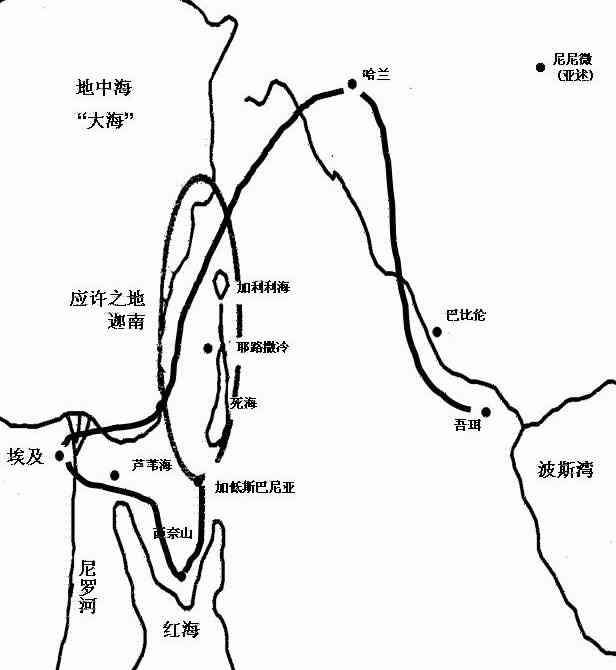 地中海
“大海”
哈兰
尼尼微
(亚述)
应许之地
迦南
加利利海
巴比伦
耶路撒冷
死海
吾珥
埃及
芦苇海
加低斯巴尼亚
波斯湾
西奈山
尼罗河
红海